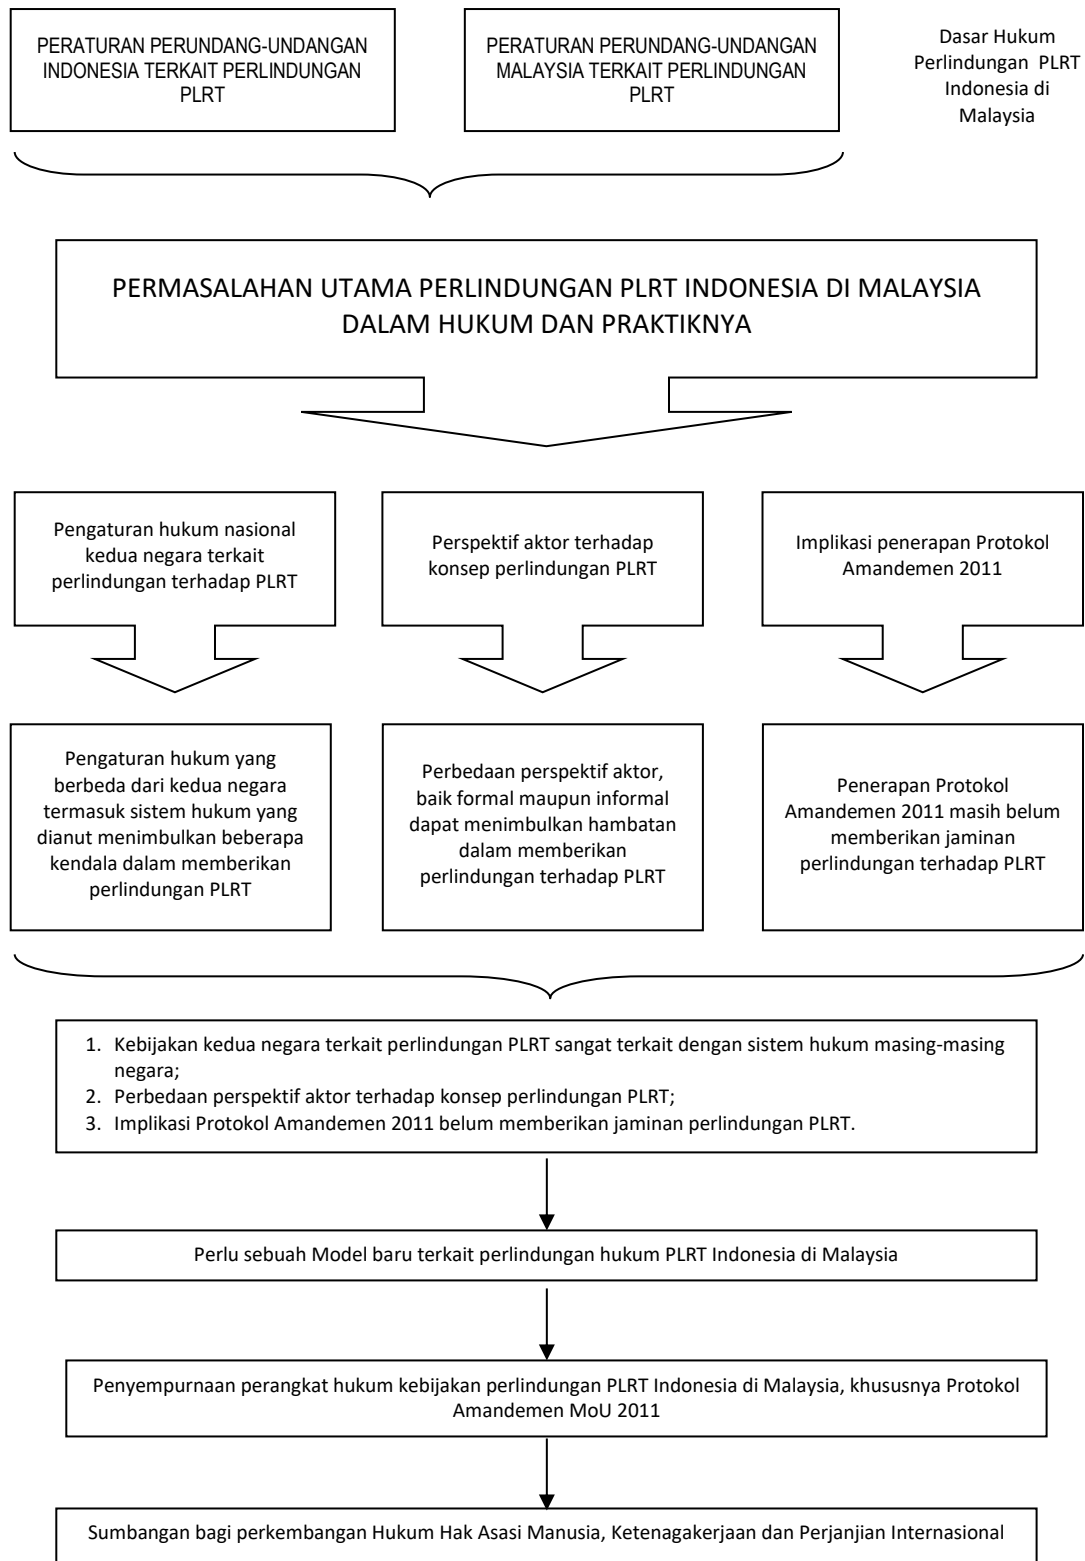 PERATURAN PERUNDANG-UNDANGAN
INDONESIA TERKAIT PERLINDUNGAN
PLRT
PERATURAN PERUNDANG-UNDANGAN
MALAYSIA TERKAIT PERLINDUNGAN
PLRT
Dasar Hukum
Perlindungan PLRT
Indonesia di
Malaysia
PERMASALAHAN UTAMA PERLINDUNGAN PLRT INDONESIA DI MALAYSIA
DALAM HUKUM DAN PRAKTIKNYA
Pengaturan hukum nasional
kedua negara terkait
perlindungan terhadap PLRT
Perspektif aktor terhadap
konsep perlindungan PLRT
Implikasi penerapan Protokol
Amandemen 2011
Pengaturan hukum yang
berbeda dari kedua negara
termasuk sistem hukum yang
dianut menimbulkan beberapa
kendala dalam memberikan
perlindungan PLRT
Perbedaan perspektif aktor,
baik formal maupun informal
dapat menimbulkan hambatan
dalam memberikan
perlindungan terhadap PLRT
Penerapan Protokol
Amandemen 2011 masih belum
memberikan jaminan
perlindungan terhadap PLRT
1. Kebijakan kedua negara terkait perlindungan PLRT sangat terkait dengan sistem hukum masing-masing
negara;
2. Perbedaan perspektif aktor terhadap konsep perlindungan PLRT;
3. Implikasi Protokol Amandemen 2011 belum memberikan jaminan perlindungan PLRT.
Perlu sebuah Model baru terkait perlindungan hukum PLRT Indonesia di Malaysia
Penyempurnaan perangkat hukum kebijakan perlindungan PLRT Indonesia di Malaysia, khususnya Protokol
Amandemen MoU 2011
Sumbangan bagi perkembangan Hukum Hak Asasi Manusia, Ketenagakerjaan dan Perjanjian Internasional